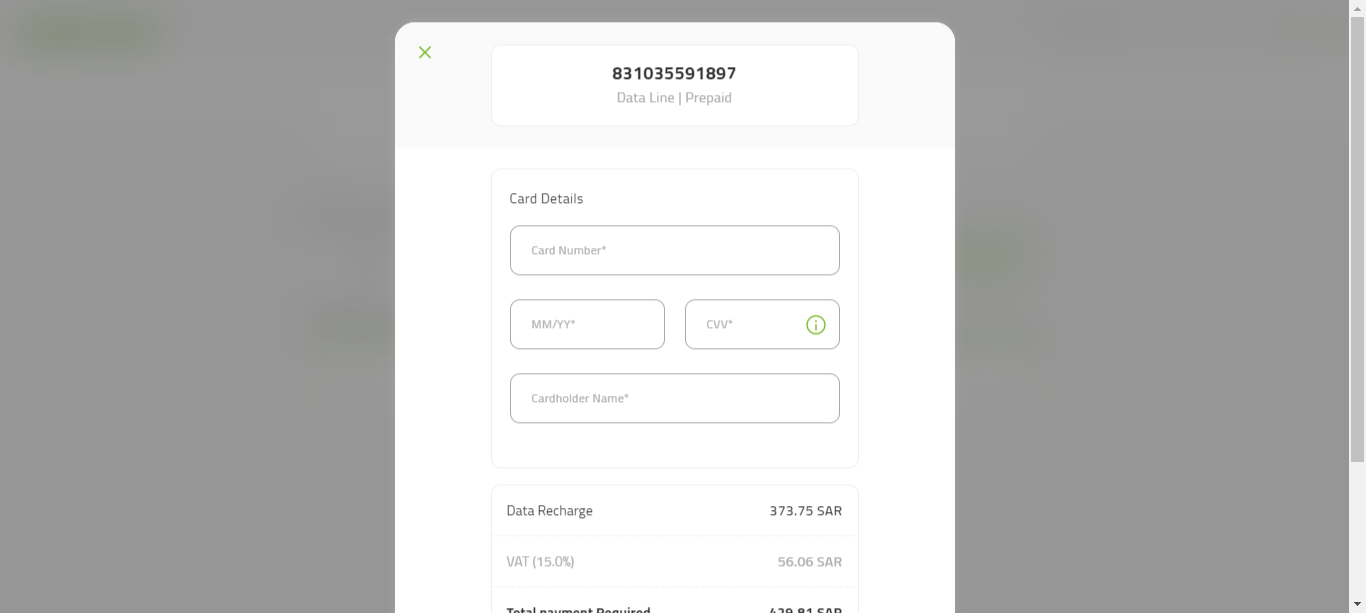 831035591897
Data Line | Prepaid
Card Details
Card Number*
MM/YY* CVV*
Cardholder Name*
Data Recharge 373.75 SAR
VAT (15.0%) 56.06 SAR
Total payment Required 429.81 SAR